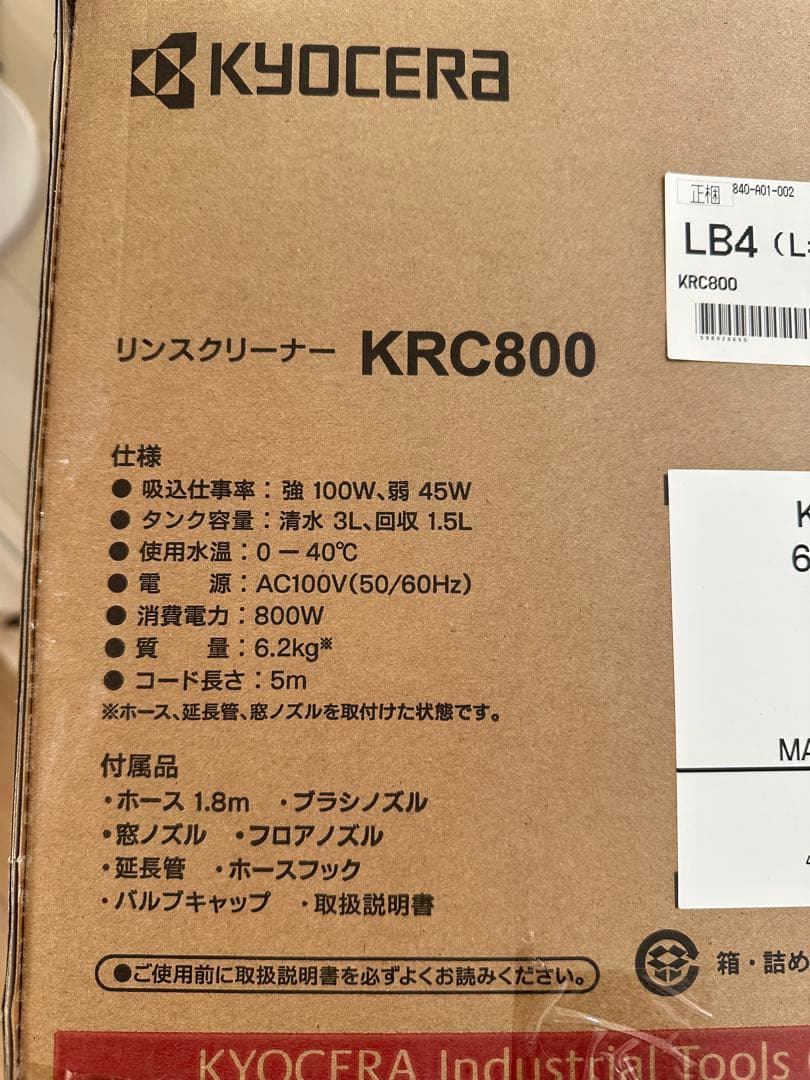 KYOCERA
正梱 840-A01-002
LB4 (L
KRC800
リンスクリーナー KRC800
仕様
● 吸込仕事率：強 100W、弱 45W
● タンク容量：清水 3L、回収 1.5L
● 使用水温：0 － 40℃
● 電　　源：AC100V(50/60Hz)
● 消費電力：800W
● 質　　量：6.2kg※
● コード長さ：5m
※ホース、延長管、窓ノズルを取付けた状態です。
K
6
MA
付属品
・ホース 1.8m ・ブラシノズル
・窓ノズル ・フロアノズル
・延長管 ・ホースフック
・バルブキャップ ・取扱説明書
●ご使用前に取扱説明書を必ずよくお読みください。
箱・詰め
KYOCERA Industrial Tools